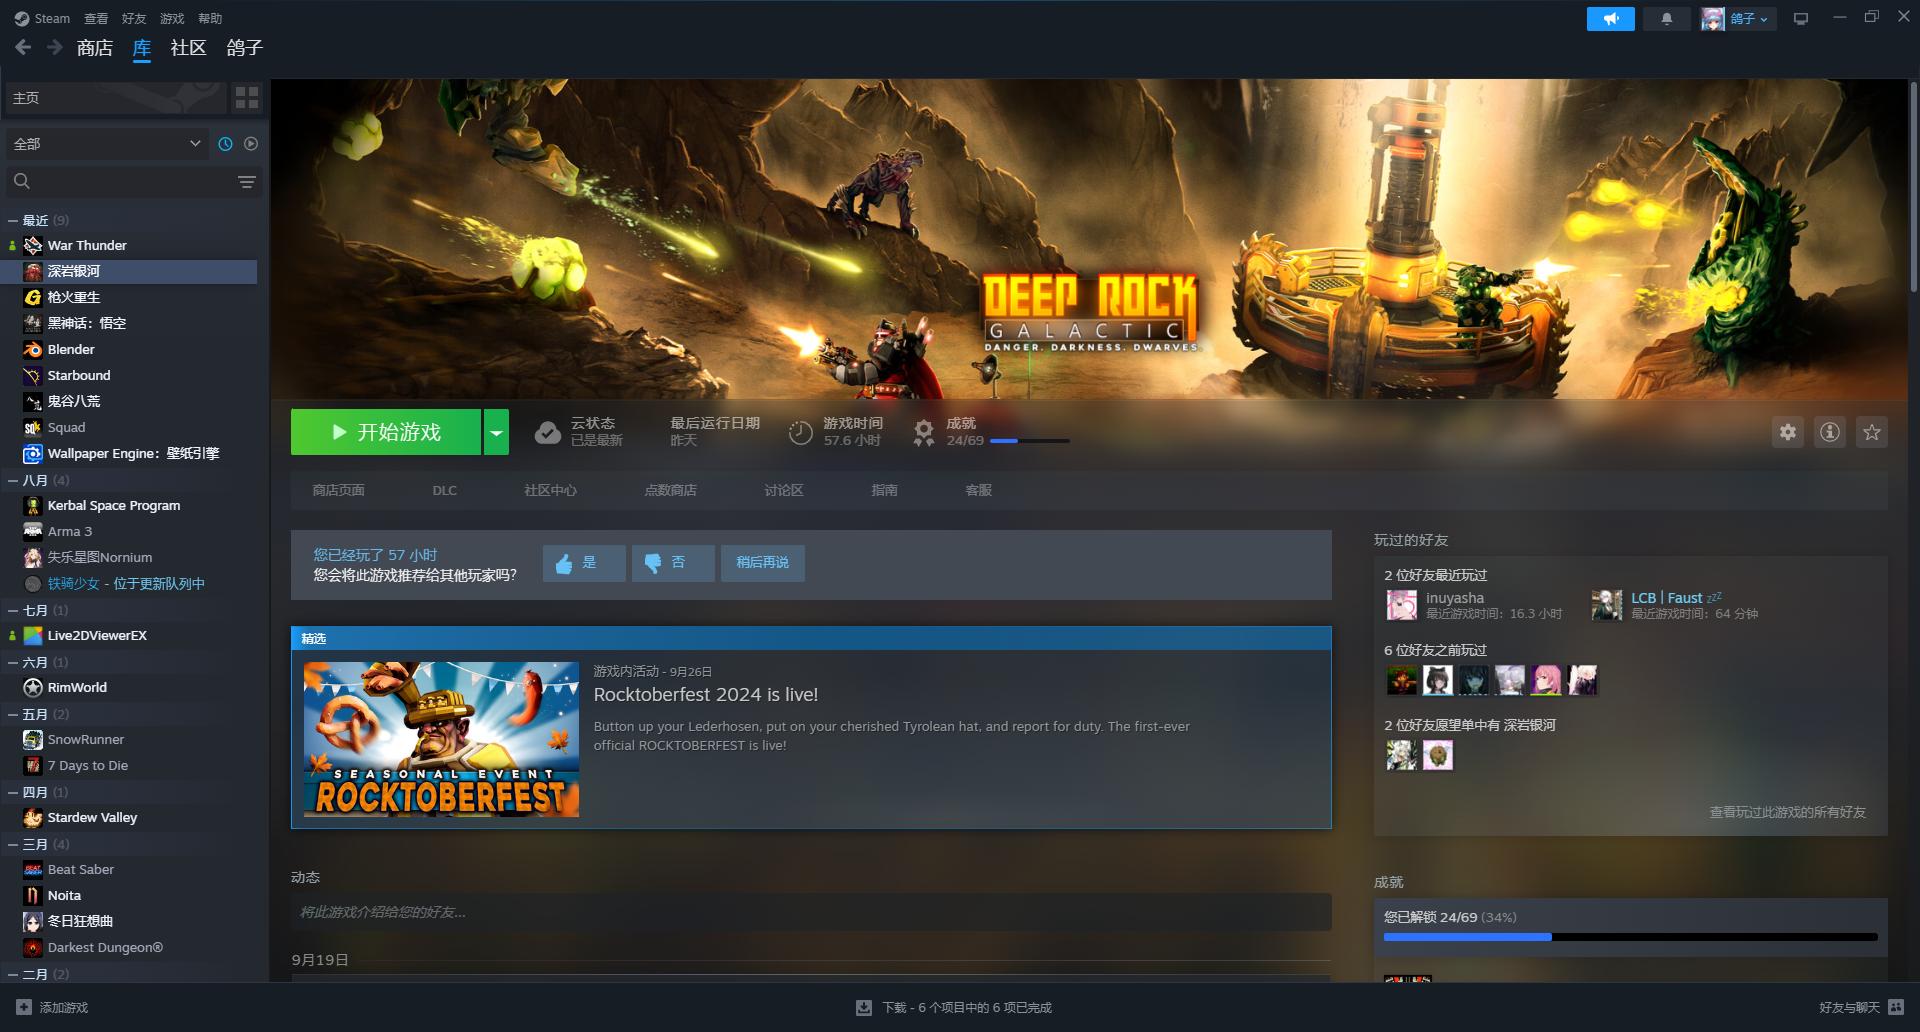 Steam 查看 好友 游戏 帮助
鸽子
商店 库 社区 鸽子
主页
全部
最近 (9)
War Thunder
深岩银河
枪火重生
黑神话：悟空
Blender
Starbound
鬼谷八荒
Squad
Wallpaper Engine：壁纸引擎
八月 (4)
Kerbal Space Program
Arma 3
失乐星图Nornium
铁骑少女 - 位于更新队列中
七月 (1)
Live2DViewerEX
六月 (1)
RimWorld
五月 (2)
SnowRunner
7 Days to Die
四月 (1)
Stardew Valley
三月 (4)
Beat Saber
Noita
冬日狂想曲
Darkest Dungeon®
二月 (2)
DEEP ROCK
GALACTIC
DANGER. DARKNESS. DWARVES.
开始游戏
云状态
已是最新
最后运行日期
昨天
游戏时间
57.6 小时
成就
24/69
商店页面 DLC 社区中心 点数商店 讨论区 指南 客服
您已经玩了 57 小时
您会将此游戏推荐给其他玩家吗？
是 否 稍后再说
精选
游戏内活动 - 9月26日
Rocktoberfest 2024 is live!
Button up your Lederhosen, put on your cherished Tyrolean hat, and report for duty. The first-ever
official ROCKTOBERFEST is live!
SEASONAL EVENT
ROCKTOBERFEST
动态
将此游戏介绍给您的好友...
9月19日
玩过的好友
2 位好友最近玩过
inuyasha
最近游戏时间：16.3 小时
LCB | Faust zzZ
最近游戏时间：64 分钟
6 位好友之前玩过
2 位好友愿望单中有 深岩银河
查看玩过此游戏的所有好友
成就
您已解锁 24/69 (34%)
添加游戏
下载 - 6 个项目中的 6 项已完成
好友与聊天